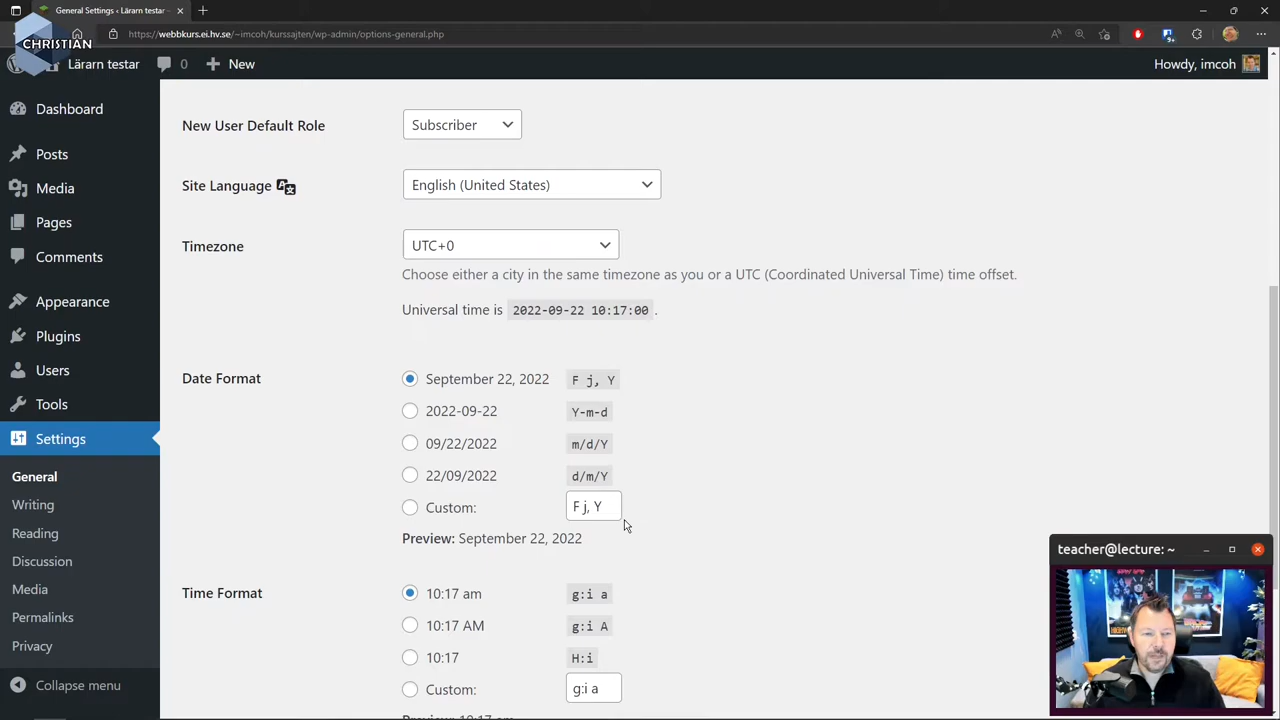 General Settings ‹ Lärarn testar
https://webbkurs.ei.hv.se/~imcoh/kurssajten/wp-admin/options-general.php
CHRISTIAN
Lärarn testar
0
New
Howdy, imcoh
Dashboard
Posts
Media
Pages
Comments
Appearance
Plugins
Users
Tools
Settings
General
Writing
Reading
Discussion
Media
Permalinks
Privacy
Collapse menu
New User Default Role
Subscriber
Site Language
English (United States)
Timezone
UTC+0
Choose either a city in the same timezone as you or a UTC (Coordinated Universal Time) time offset.
Universal time is 2022-09-22 10:17:00 .
Date Format
September 22, 2022 F j, Y
2022-09-22 Y-m-d
09/22/2022 m/d/Y
22/09/2022 d/m/Y
Custom: F j, Y
Preview: September 22, 2022
Time Format
10:17 am g:i a
10:17 AM g:i A
10:17 H:i
Custom: g:i a
teacher@lecture: ~